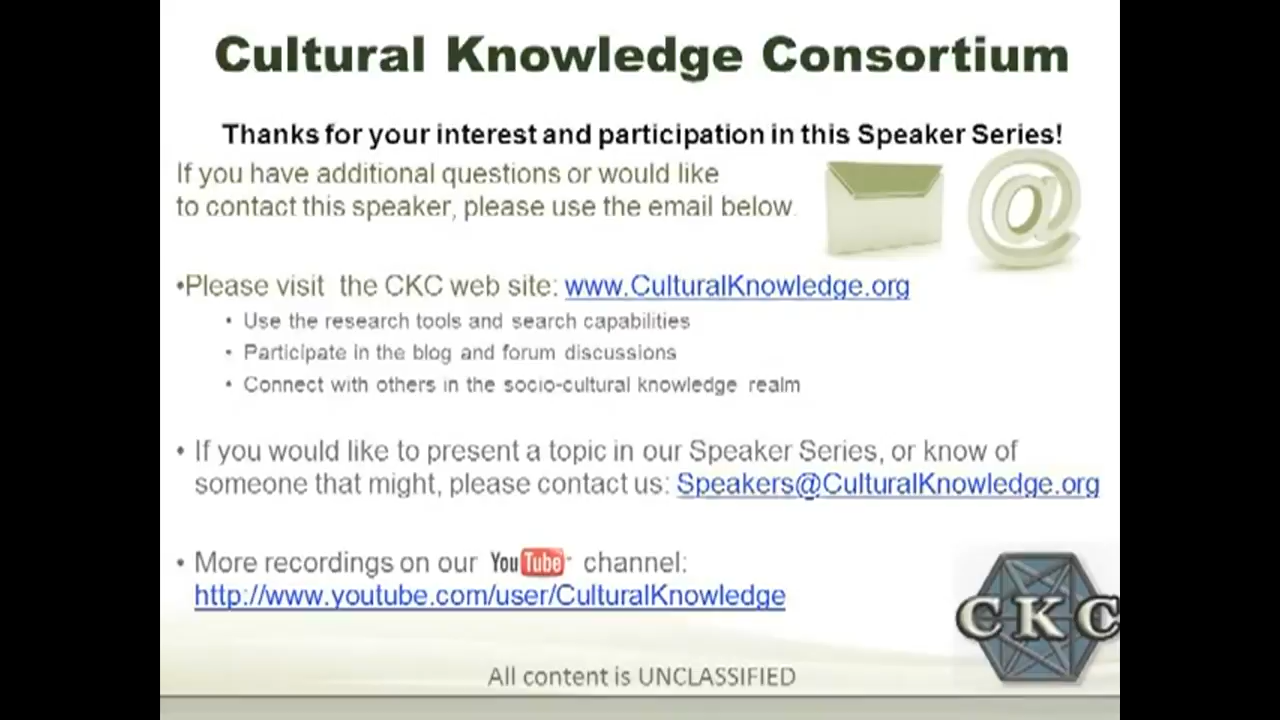 Cultural Knowledge Consortium
Thanks for your interest and participation in this Speaker Series!
If you have additional questions or would like
to contact this speaker, please use the email below.
•Please visit the CKC web site: www.CulturalKnowledge.org
• Use the research tools and search capabilities
• Participate in the blog and forum discussions
• Connect with others in the socio-cultural knowledge realm
• If you would like to present a topic in our Speaker Series, or know of
someone that might, please contact us: Speakers@CulturalKnowledge.org
• More recordings on our YouTube channel:
http://www.youtube.com/user/CulturalKnowledge
CKC
All content is UNCLASSIFIED